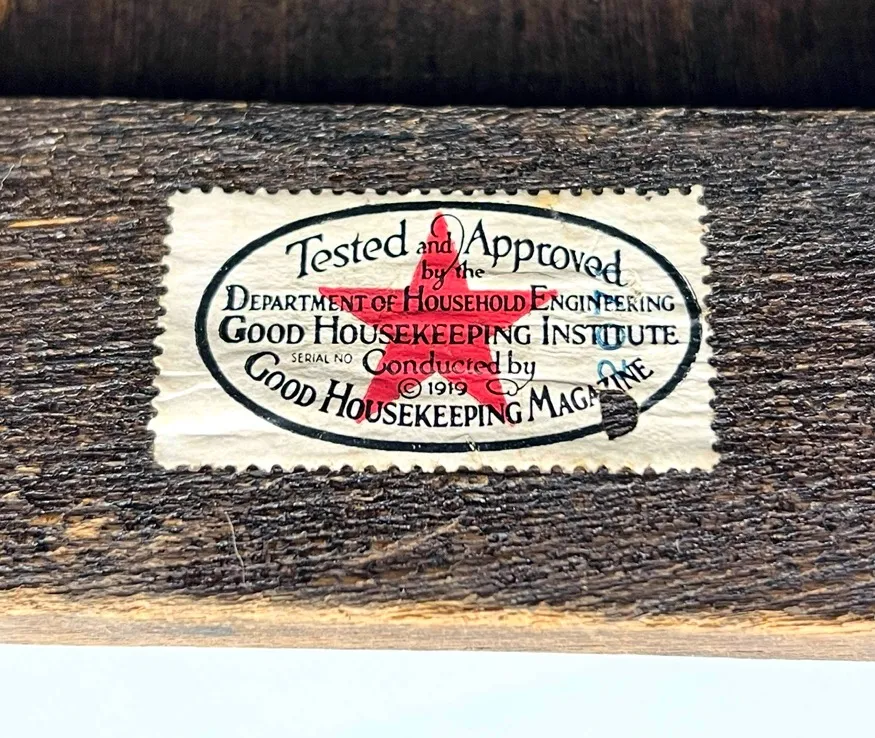 Tested and Approved
by the
DEPARTMENT OF HOUSEHOLD ENGINEERING
GOOD HOUSEKEEPING INSTITUTE
SERIAL NO Conducted by
© 1919
GOOD HOUSEKEEPING MAGAZINE